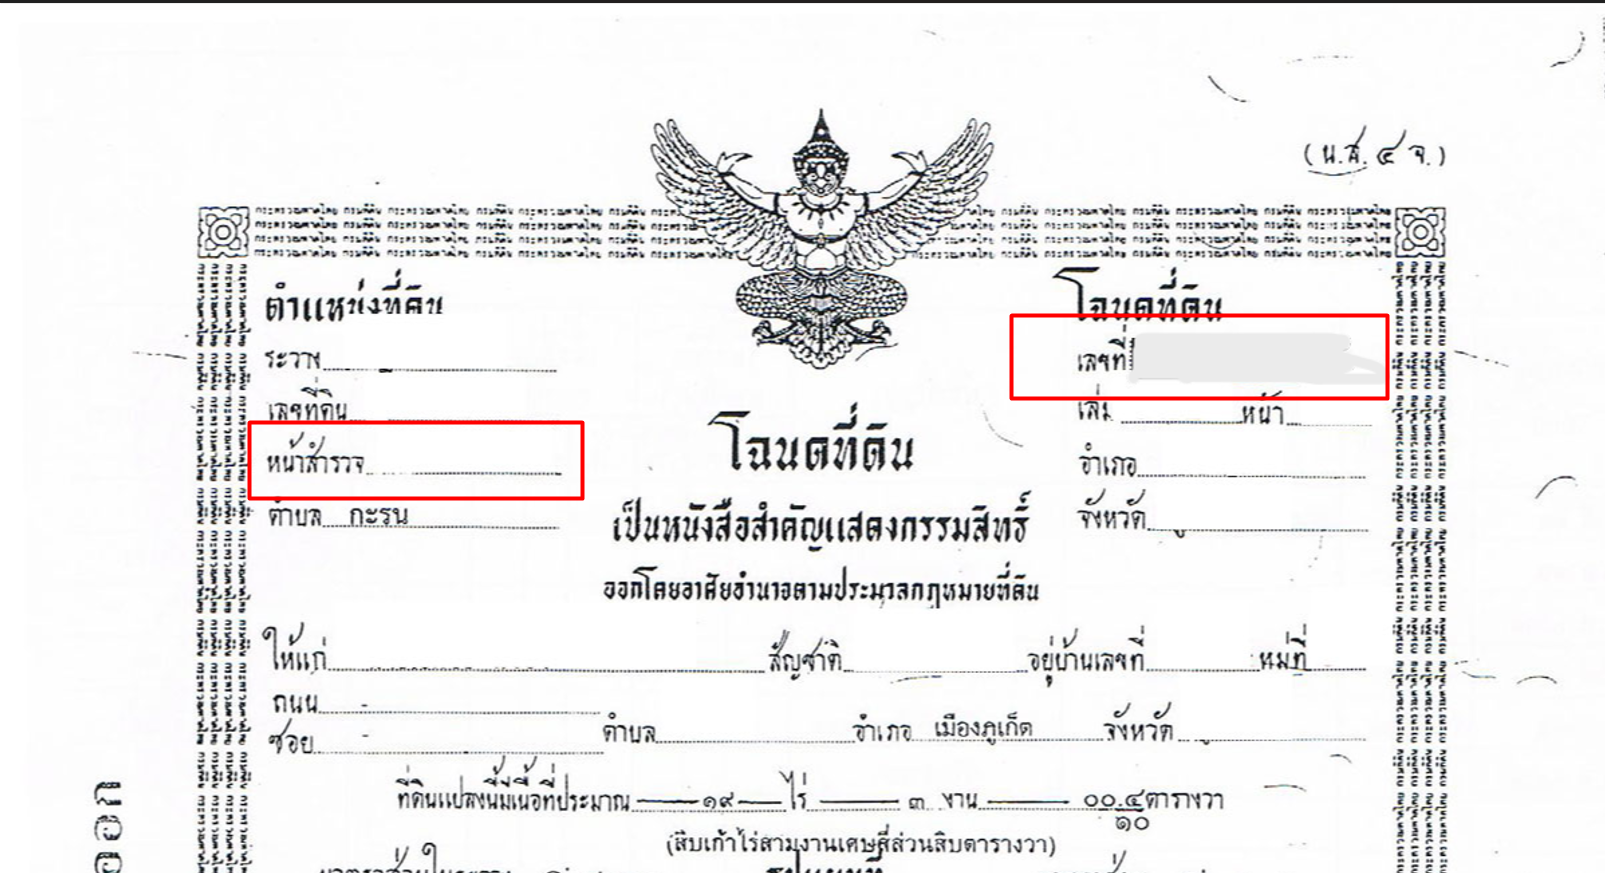 (น.ส. ๔ จ.)
ตำแหน่งที่ดิน
โฉนดที่ดิน
ระวาง
เลขที่
เลขที่ดิน
เล่ม หน้า
โฉนดที่ดิน
หน้าสำรวจ
อำเภอ
ตำบล กะรน
จังหวัด
เป็นหนังสือสำคัญแสดงกรรมสิทธิ์
ออกโดยอาศัยอำนาจตามประมวลกฎหมายที่ดิน
ให้แก่ สัญชาติ อยู่บ้านเลขที่ หมู่ที่
ถนน
ซอย ตำบล อำเภอ เมืองภูเก็ต จังหวัด
ที่ดินแปลงนี้มีเนื้อที่ประมาณ ๑๙ ไร่ ๓ งาน ๐๐.๔ ตารางวา
๑๐
(สิบเก้าไร่สามงานเศษสี่ส่วนสิบตารางวา)